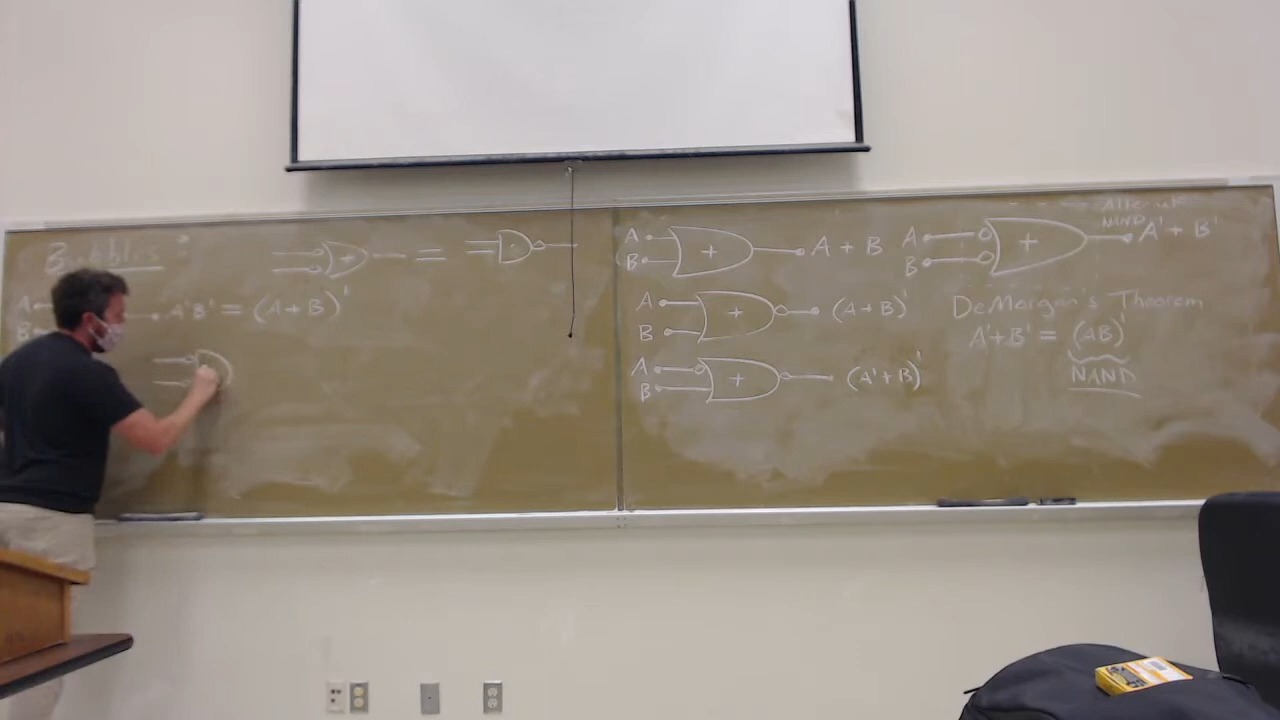 Bubbles:
A
B
A'B' = (A+B)'
=
A
B
+
A + B
A
B
+
(A+B)'
A
B
+
(A'+B)'
Alternate
NAND
A
B
+
A' + B'
DeMorgan's Theorem
A'+B' = (AB)'
NAND